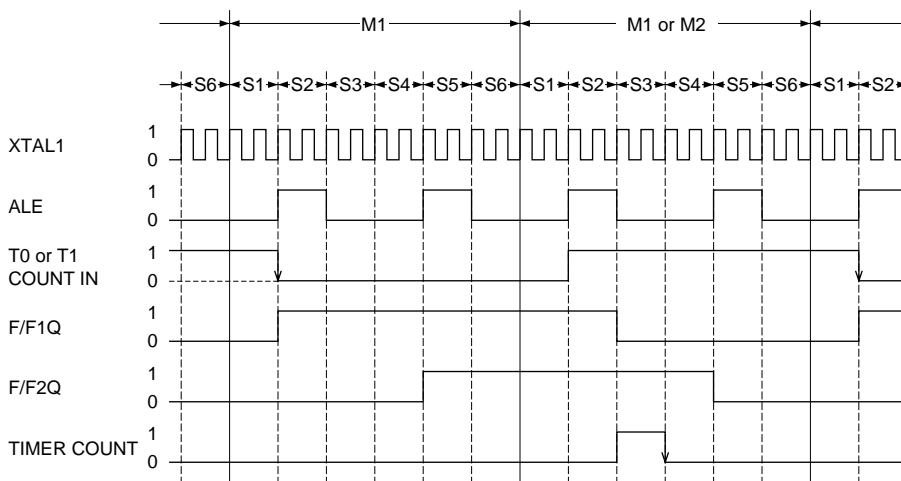 M1 M1 or M2
S6 S1 S2 S3 S4 S5 S6 S1 S2 S3 S4 S5 S6 S1 S2
1
XTAL1
0
1
ALE
0
T0 or T1 1
COUNT IN 0
1
F/F1Q
0
1
F/F2Q
0
1
TIMER COUNT
0